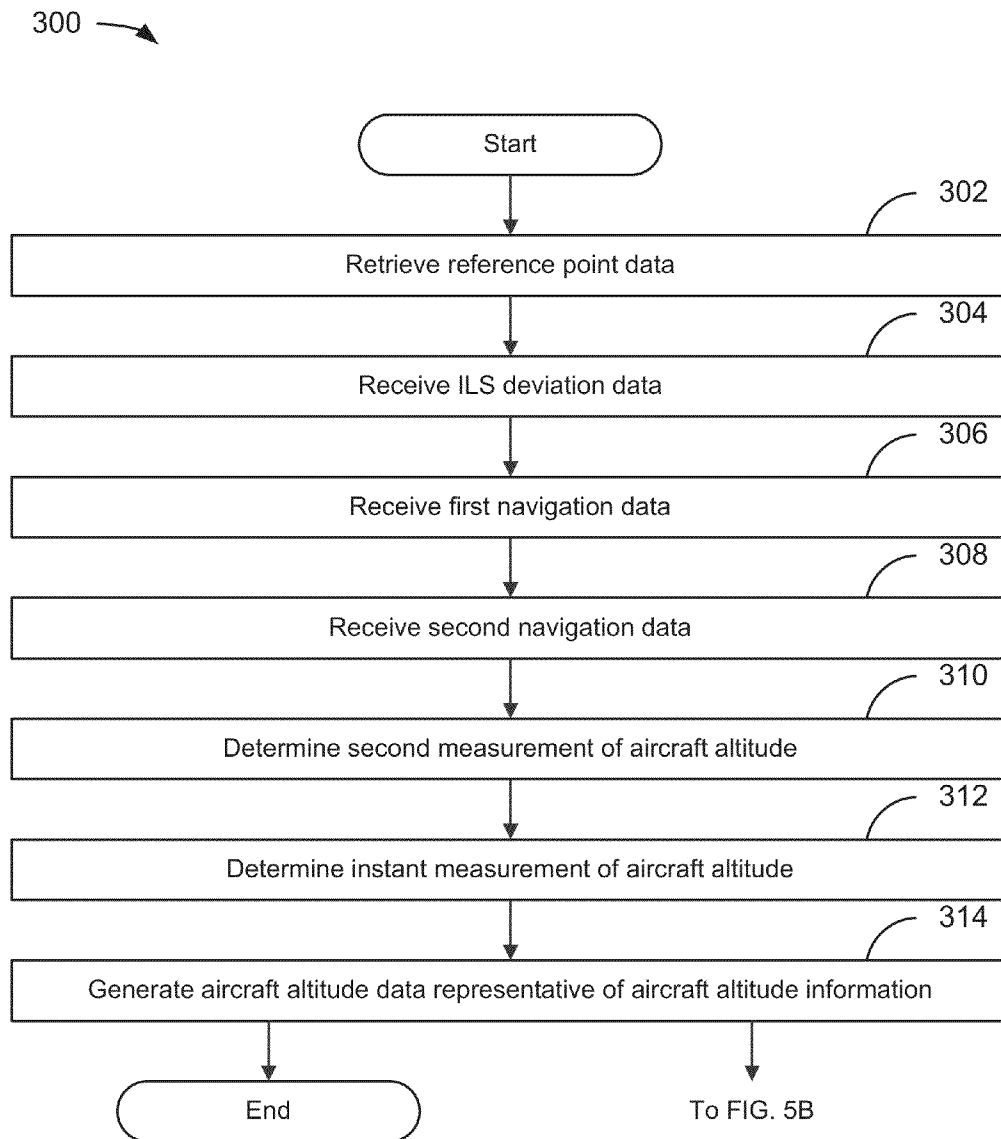 300
Start
302
Retrieve reference point data
304
Receive ILS deviation data
306
Receive first navigation data
308
Receive second navigation data
310
Determine second measurement of aircraft altitude
312
Determine instant measurement of aircraft altitude
314
Generate aircraft altitude data representative of aircraft altitude information
End
To FIG. 5B